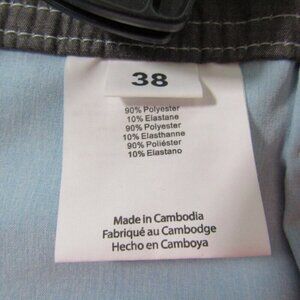 38
90% Polyester
10% Elastane
90% Polyester
10% Elasthanne
90% Poliéster
10% Elastano
Made in Cambodia
Fabriqué au Cambodge
Hecho en Camboya